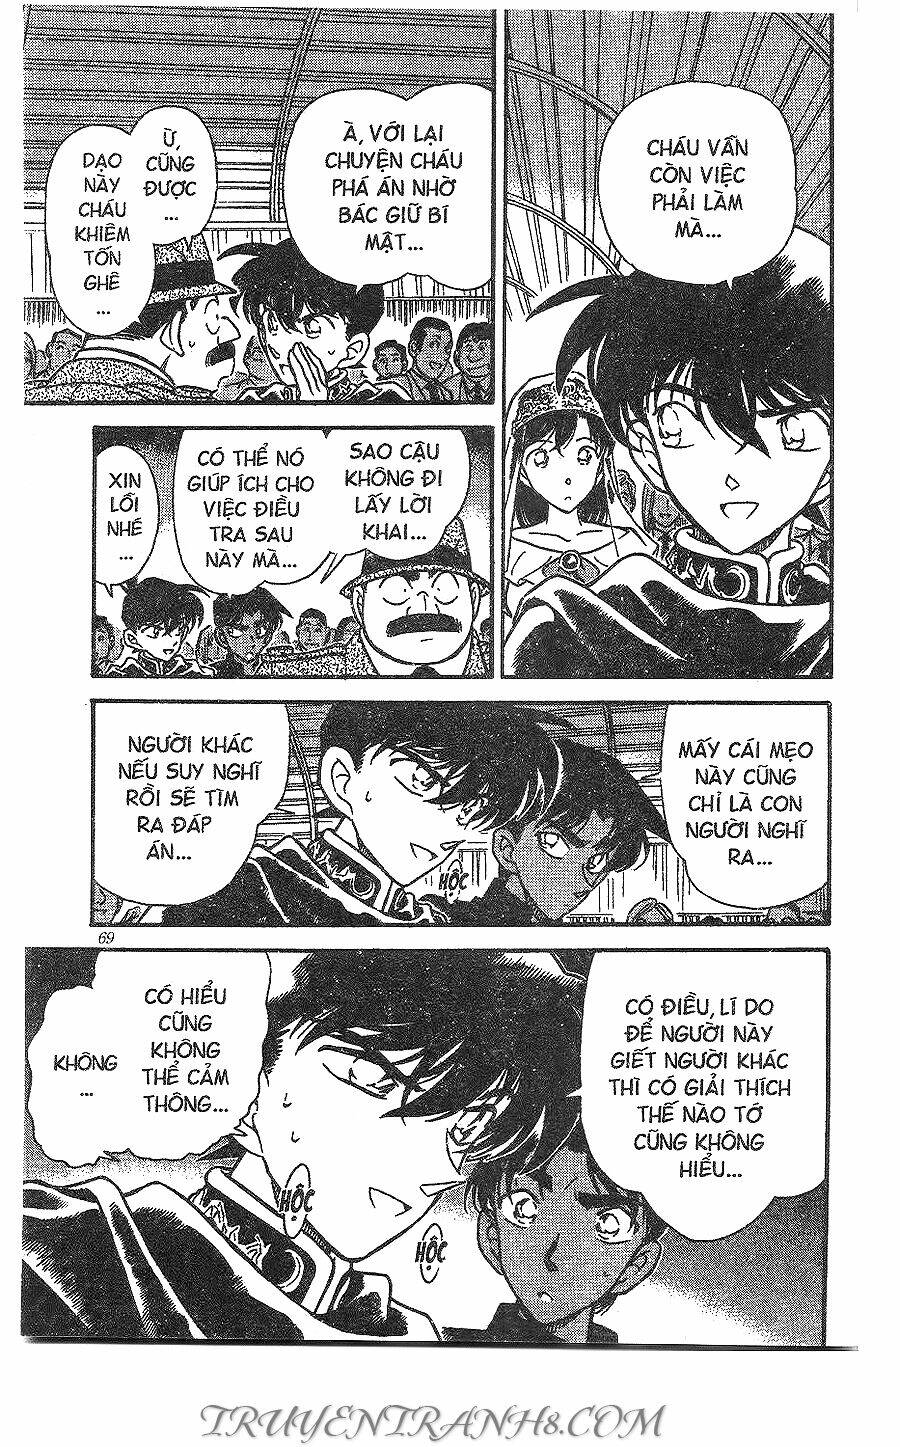 CHÁU VẪN
CÒN VIỆC
PHẢI LÀM
MÀ...
À, VỚI LẠI
CHUYỆN CHÁU
PHÁ ÁN NHỜ
BÁC GIỮ BÍ
MẬT...
Ừ,
CŨNG
ĐƯỢC
...
DẠO
NÀY
CHÁU
KHIÊM
TỐN
GHÊ
...
SAO CẬU
KHÔNG ĐI
LẤY LỜI
KHAI...
CÓ THỂ NÓ
GIÚP ÍCH CHO
VIỆC ĐIỀU
TRA SAU
NÀY MÀ...
XIN
LỐI
NHÉ
...
MẤY CÁI MẸO
NÀY CŨNG
CHỈ LÀ CON
NGƯỜI NGHĨ
RA...
NGƯỜI KHÁC
NẾU SUY NGHĨ
RỒI SẼ TÌM
RA ĐÁP
ÁN...
HỘC
69
CÓ ĐIỀU, LÍ DO
ĐỂ NGƯỜI NÀY
GIẾT NGƯỜI KHÁC
THÌ CÓ GIẢI THÍCH
THẾ NÀO TỚ
CŨNG KHÔNG
HIỂU...
CÓ HIỂU
CŨNG
KHÔNG
THỂ CẢM
THÔNG...
KHÔNG
...
HỘC
HỘC
TRUYENTRANH8.COM